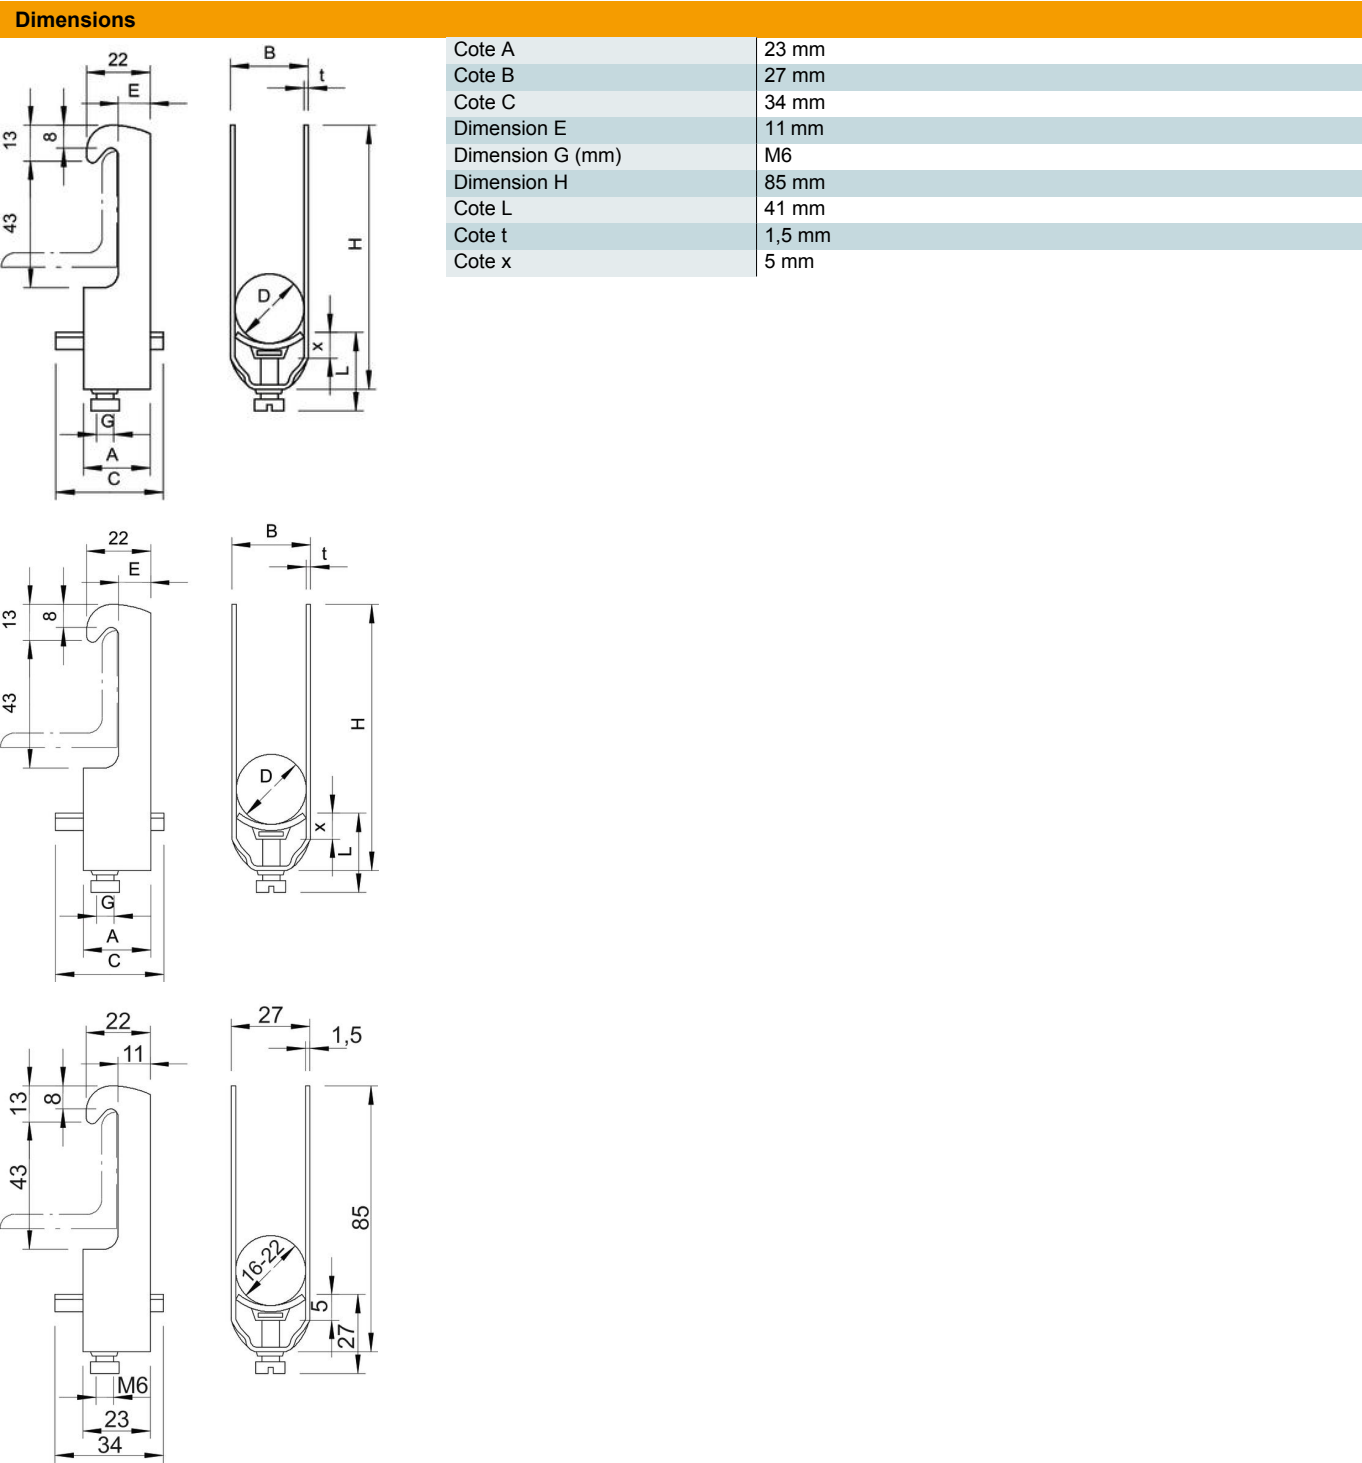 Dimensions
Cote A 23 mm
Cote B 27 mm
Cote C 34 mm
Dimension E 11 mm
Dimension G (mm) M6
Dimension H 85 mm
Cote L 41 mm
Cote t 1,5 mm
Cote x 5 mm
22 B
E t
13 8
43 H
D
x
L
G
A
C
22 B
E t
13 8
43 H
D
x
L
G
A
C
22 27
11 1,5
13 8
43 85
16-22
5
27
M6
23
34